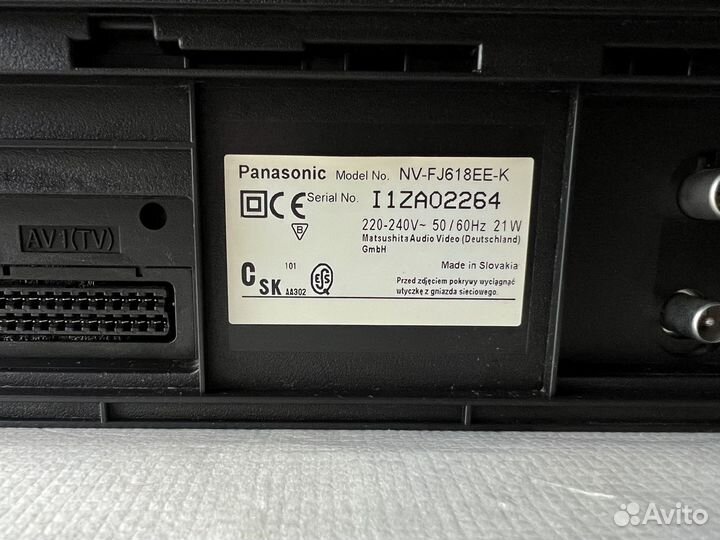 Panasonic Model No. NV-FJ618EE-K
CE Serial No. I1ZA02264
B
220-240V~ 50/60Hz 21W
Matsushita Audio Video (Deutschland)
GmbH
Made in Slovakia
101
CSK AA302
Przed zdjęciem pokrywy wyciągnąć
wtyczkę z gniazda sieciowego.
AV1(TV)
Avito